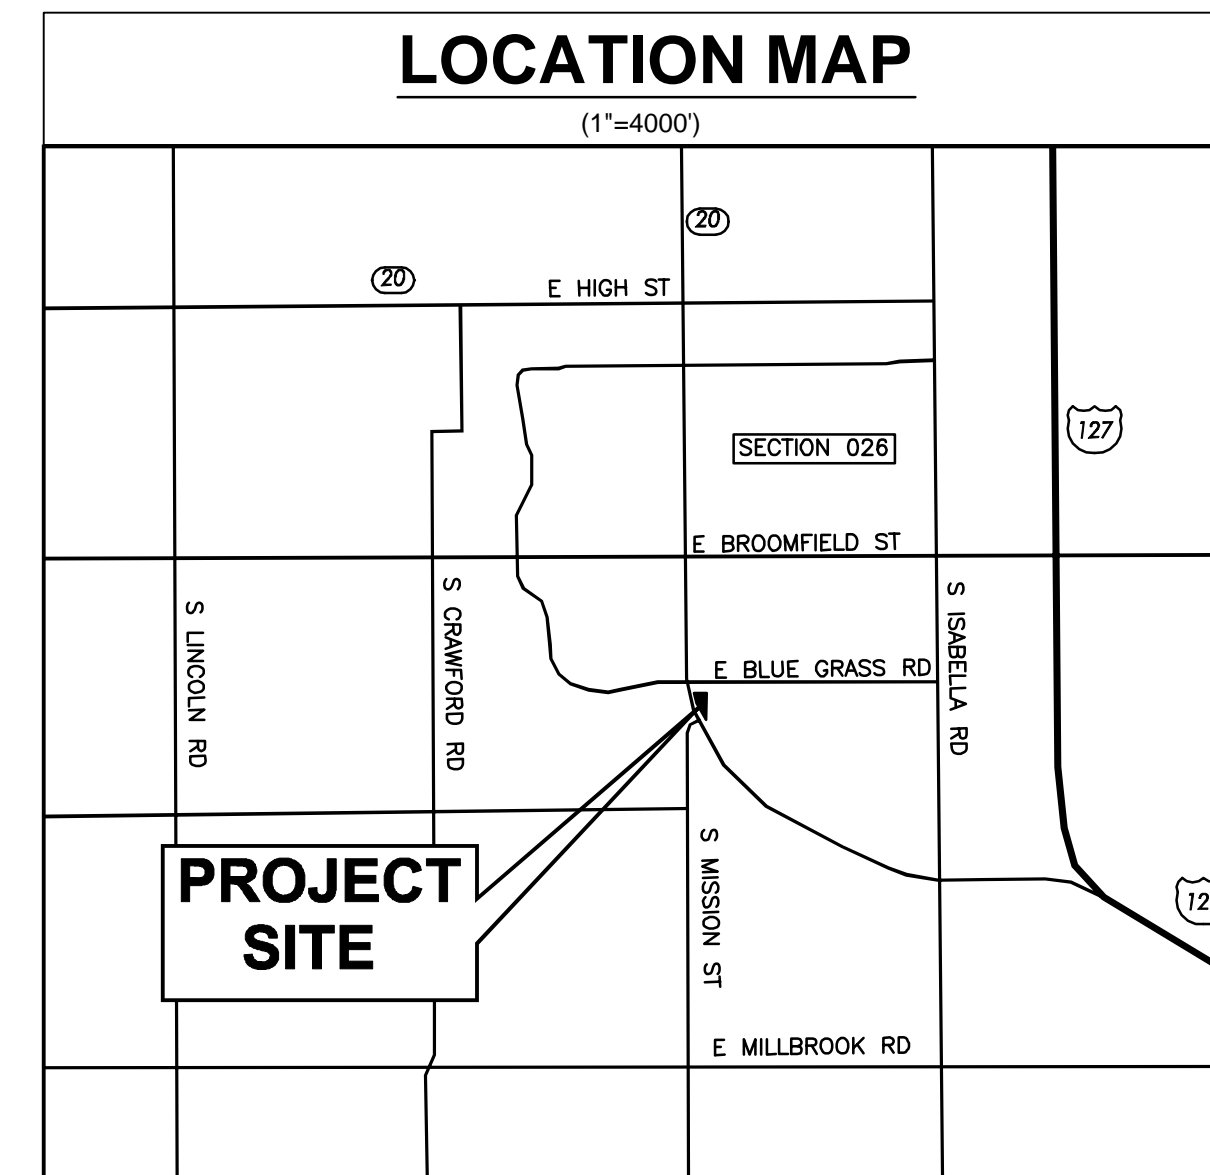 LOCATION MAP
(1"=4000')
20
20
E HIGH ST
127
SECTION 026
E BROOMFIELD ST
S LINCOLN RD
S CRAWFORD RD
S ISABELLA RD
E BLUE GRASS RD
S MISSION ST
PROJECT
SITE
12
E MILLBROOK RD